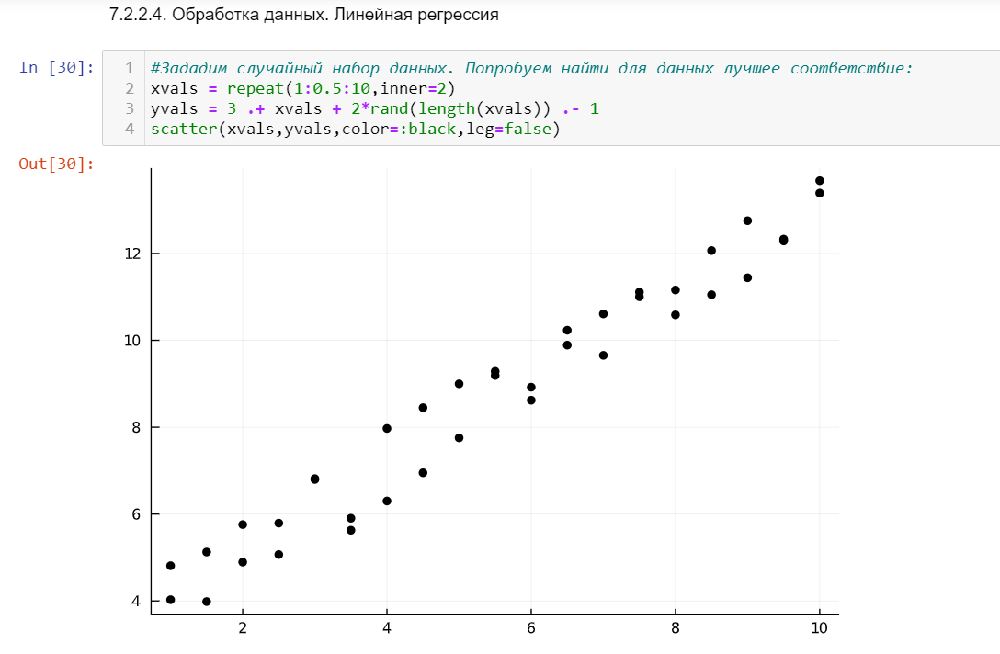 7.2.2.4. Обработка данных. Линейная регрессия
In [30]:
1 #Зададим случайный набор данных. Попробуем найти для данных лучшее соответствие:
2 xvals = repeat(1:0.5:10,inner=2)
3 yvals = 3 .+ xvals + 2*rand(length(xvals)) .- 1
4 scatter(xvals,yvals,color=:black,leg=false)
Out[30]:
12
10
8
6
4
2 4 6 8 10